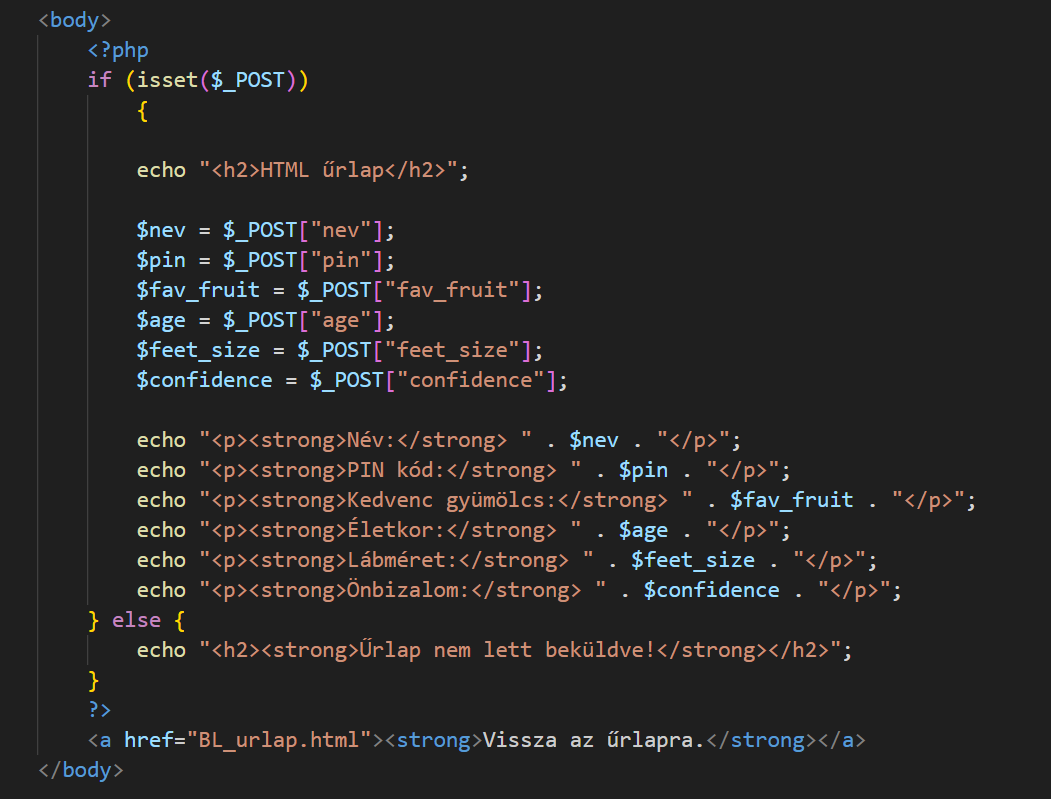 <body>
<?php
if (isset($_POST))
{
echo "<h2>HTML űrlap</h2>";
$nev = $_POST["nev"];
$pin = $_POST["pin"];
$fav_fruit = $_POST["fav_fruit"];
$age = $_POST["age"];
$feet_size = $_POST["feet_size"];
$confidence = $_POST["confidence"];
echo "<p><strong>Név:</strong> " . $nev . "</p>";
echo "<p><strong>PIN kód:</strong> " . $pin . "</p>";
echo "<p><strong>Kedvenc gyümölcs:</strong> " . $fav_fruit . "</p>";
echo "<p><strong>Életkor:</strong> " . $age . "</p>";
echo "<p><strong>Lábméret:</strong> " . $feet_size . "</p>";
echo "<p><strong>Önbizalom:</strong> " . $confidence . "</p>";
} else {
echo "<h2><strong>Űrlap nem lett beküldve!</strong></h2>";
}
?>
<a href="BL_urlap.html"><strong>Vissza az űrlapra.</strong></a>
</body>